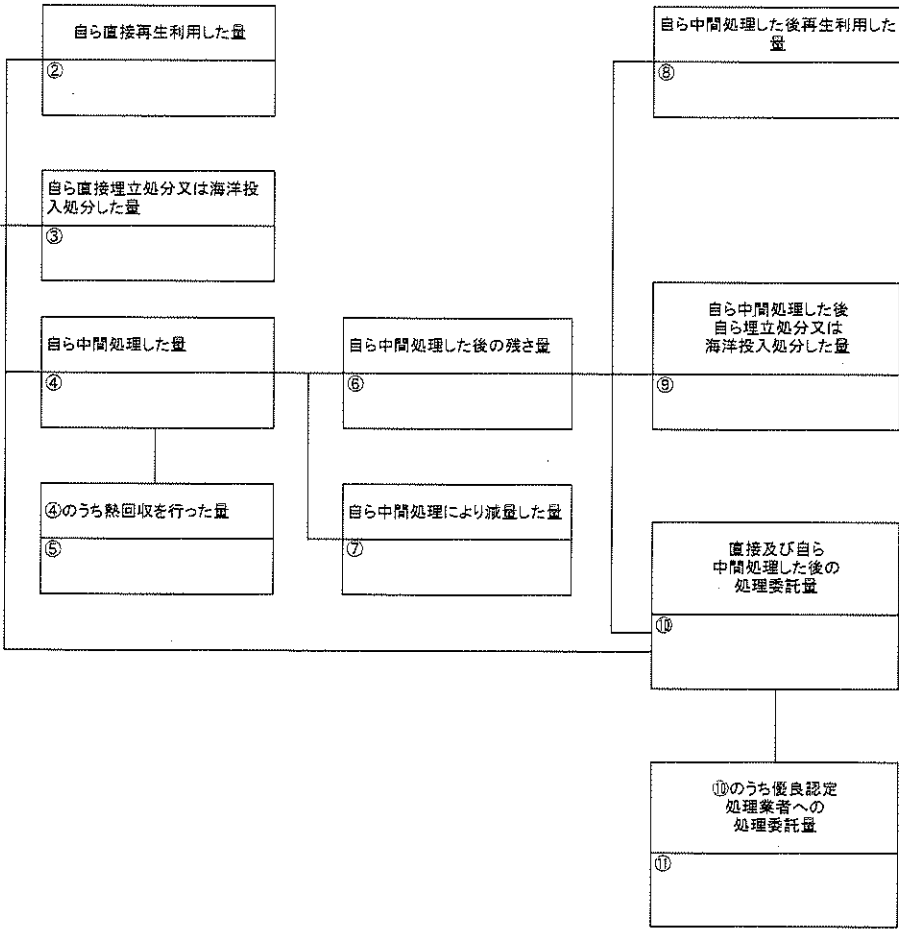 自ら直接再生利用した量
②
自ら中間処理した後再生利用した
量
⑧
自ら直接埋立処分又は海洋投
入処分した量
③
自ら中間処理した量
④
自ら中間処理した後の残さ量
⑥
自ら中間処理した後
自ら埋立処分又は
海洋投入処分した量
⑨
④のうち熱回収を行った量
⑤
自ら中間処理により減量した量
⑦
直接及び自ら
中間処理した後の
処理委託量
⑩
⑩のうち優良認定
処理業者への
処理委託量
⑪